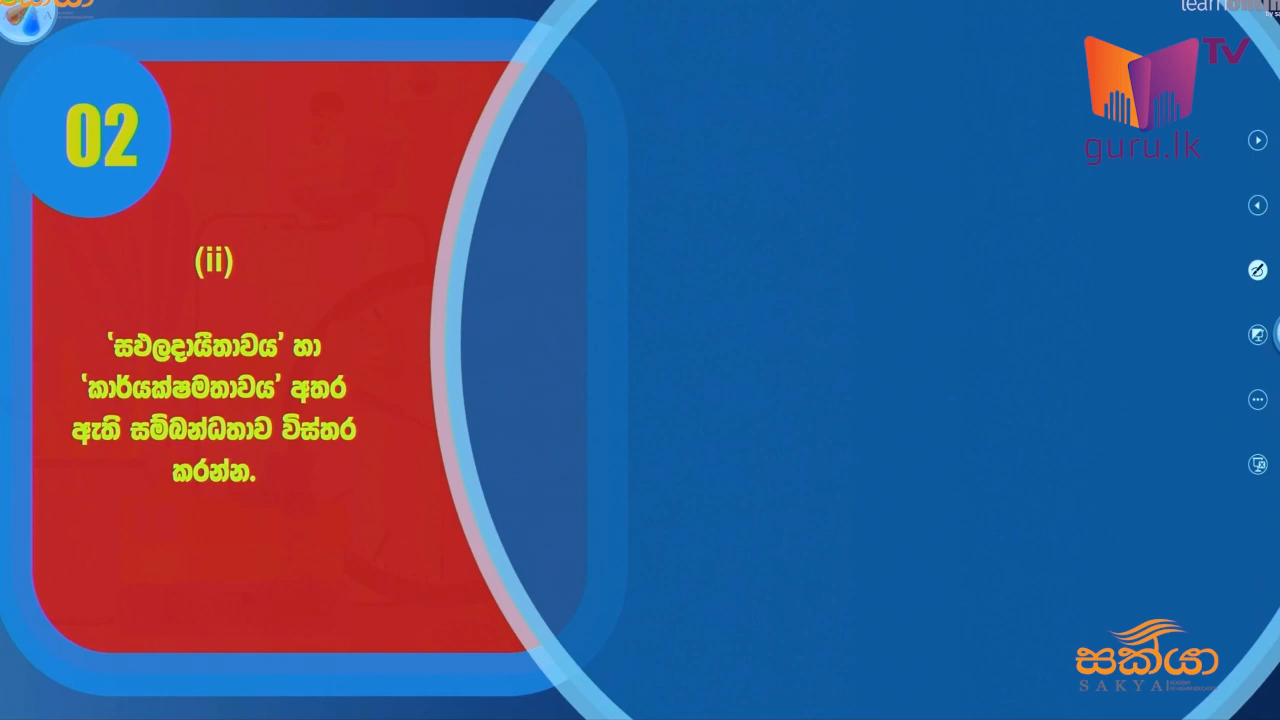 learn
TV
guru.lk
02
(ii)
‘සඵලදායීතාවය’ හා
‘කාර්යක්ෂමතාවය’ අතර
ඇති සම්බන්ධතාව විස්තර
කරන්න.
සක්යා
SAKYA